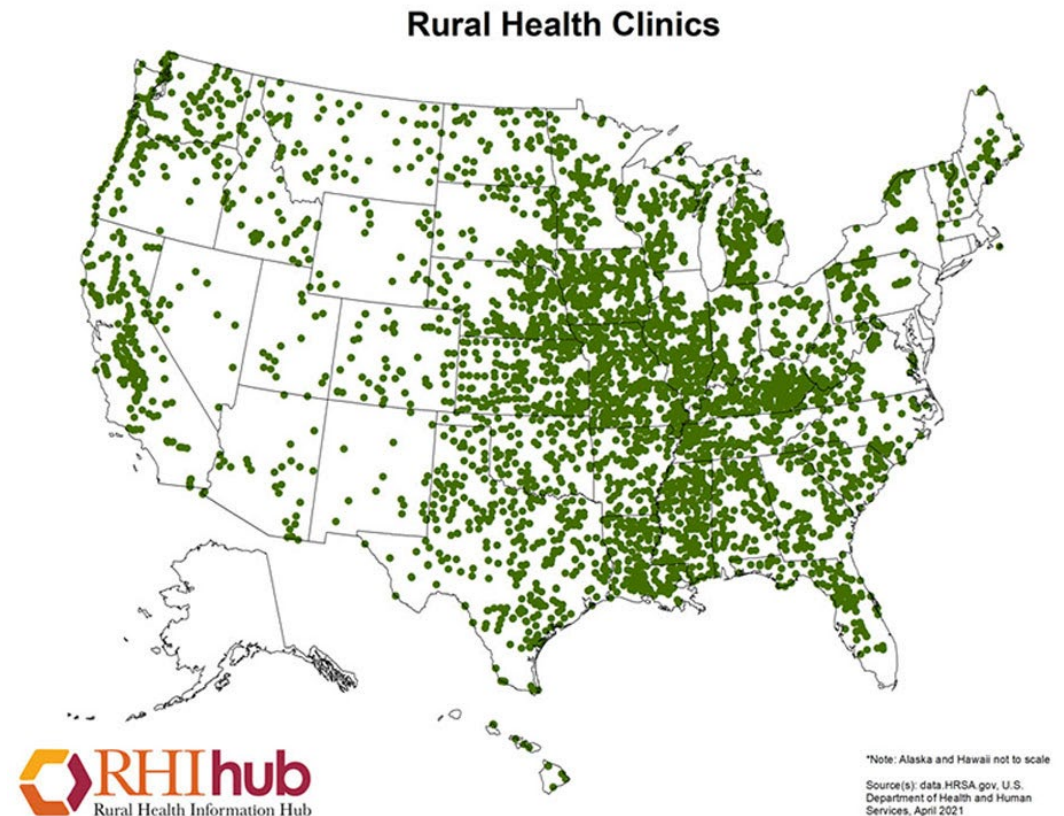 Rural Health Clinics
RHIhub
Rural Health Information Hub
*Note: Alaska and Hawaii not to scale
Source(s): data.HRSA.gov, U.S.
Department of Health and Human
Services, April 2021